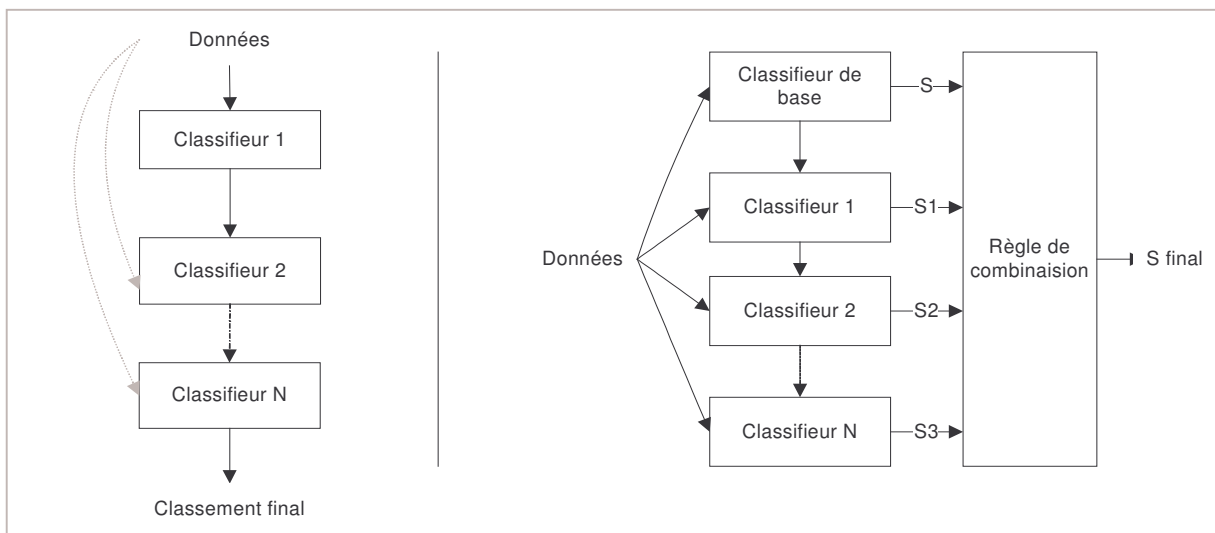 Données
Classifieur 1
Classifieur 2
Classifieur N
Classement final
Données
Classifieur de
base
S
Classifieur 1
S1
Classifieur 2
S2
Classifieur N
S3
Règle de
combinaision
S final